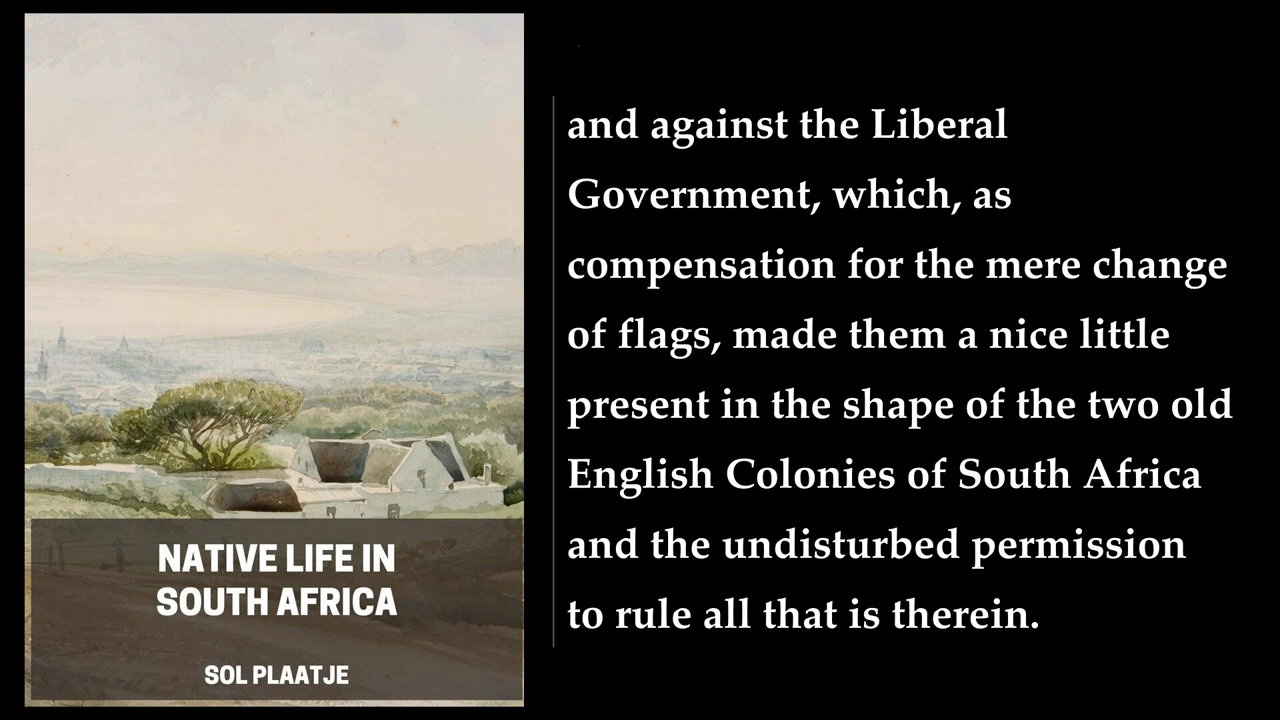 NATIVE LIFE IN
SOUTH AFRICA
SOL PLAATJE
and against the Liberal
Government, which, as
compensation for the mere change
of flags, made them a nice little
present in the shape of the two old
English Colonies of South Africa
and the undisturbed permission
to rule all that is therein.